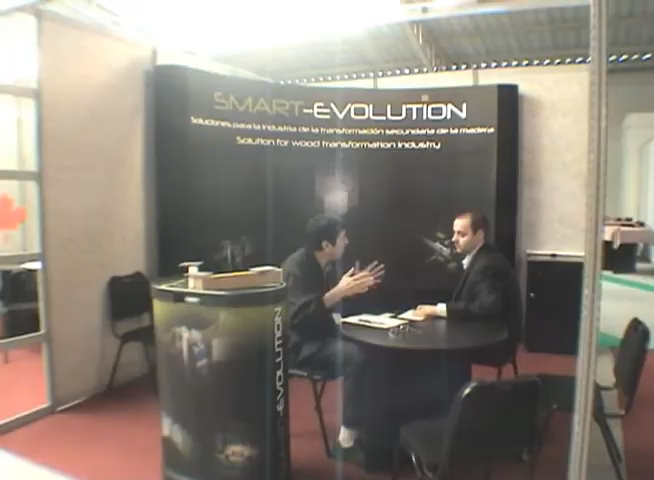 SMART-EVOLUTION
Soluciones para la industria de la transformación secundaria de la madera
Solution for wood transformation industry
SMART-EVOLUTION